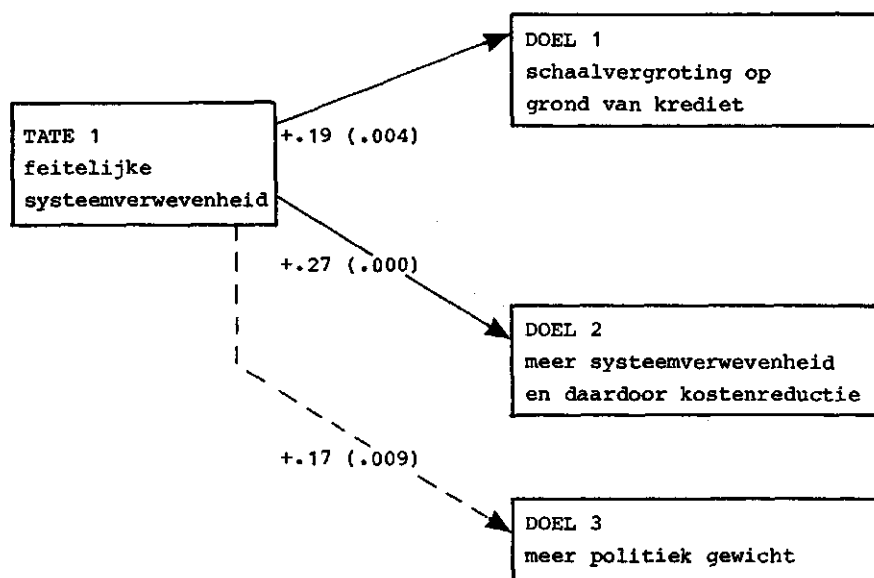 DOEL 1
schaalvergroting op
grond van krediet
TATE 1
feitelijke
systeemverwevenheid
+.19 (.004)
+.27 (.000)
DOEL 2
meer systeemverwevenheid
en daardoor kostenreductie
+.17 (.009)
DOEL 3
meer politiek gewicht